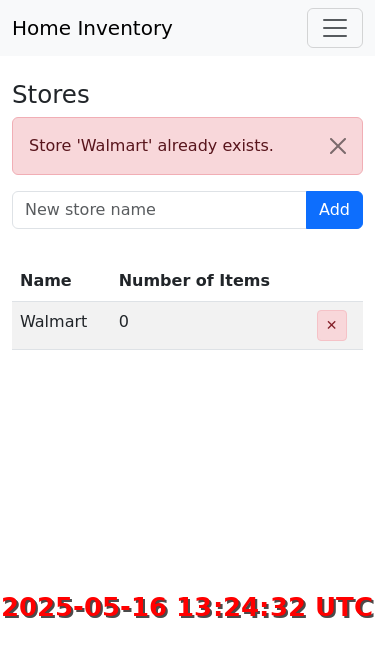 Home Inventory
Stores
Store 'Walmart' already exists.
New store name
Add
Name Number of Items
Walmart 0 ×
2025-05-16 13:24:32 UTC